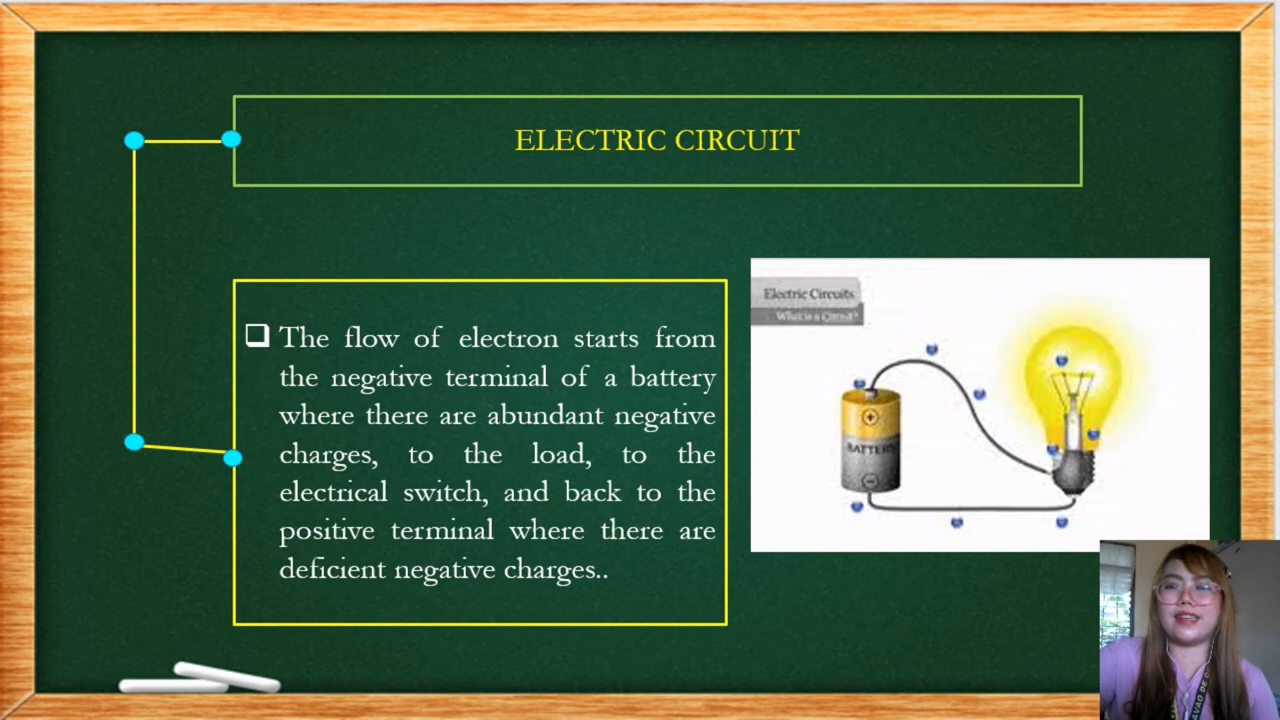 ELECTRIC CIRCUIT
The flow of electron starts from
the negative terminal of a battery
where there are abundant negative
charges, to the load, to the
electrical switch, and back to the
positive terminal where there are
deficient negative charges..
Electric Circuits
What is a Circuit?
BATTERY